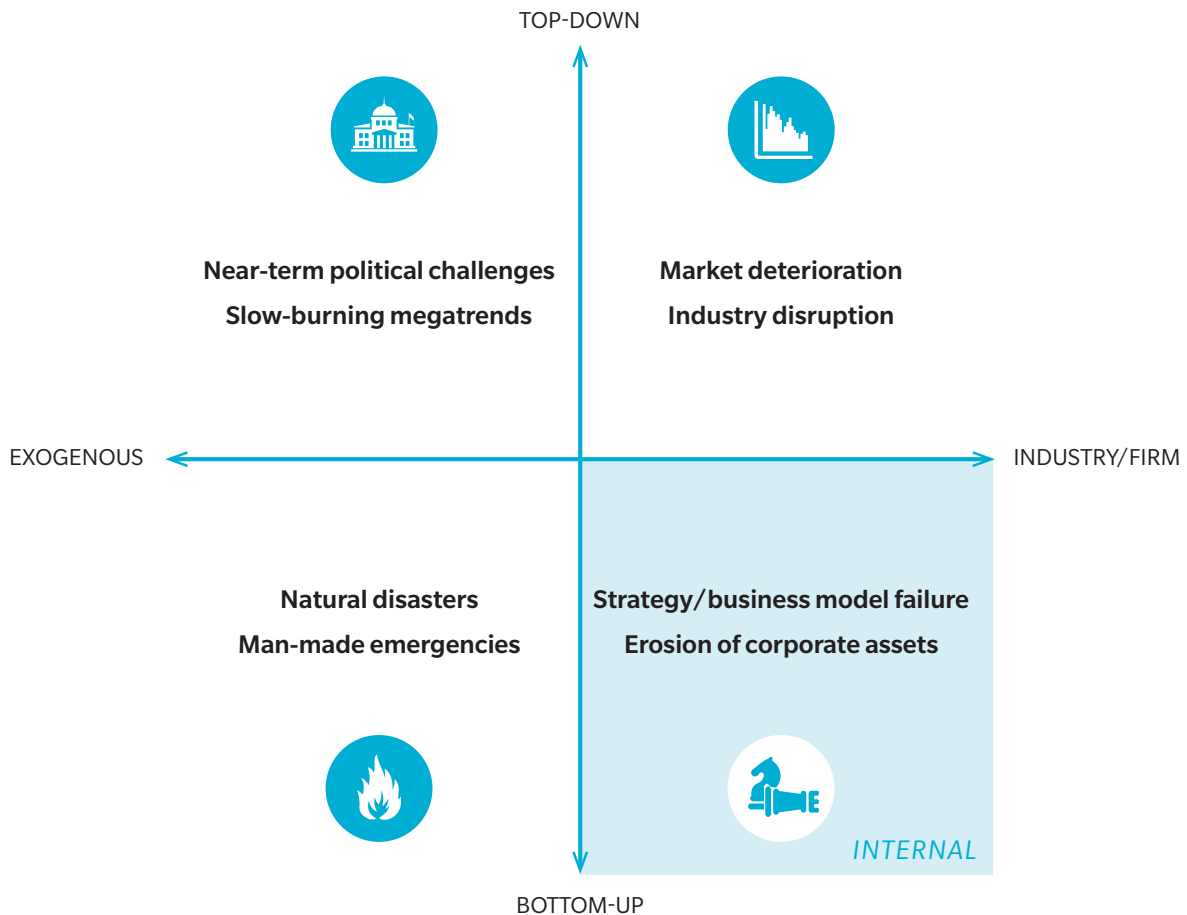 TOP-DOWN
Near-term political challenges
Slow-burning megatrends
Market deterioration
Industry disruption
EXOGENOUS
INDUSTRY/FIRM
Natural disasters
Man-made emergencies
Strategy/business model failure
Erosion of corporate assets
INTERNAL
BOTTOM-UP